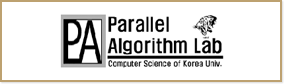 PA
Parallel
Algorithm Lab
Computer Science of Korea Univ.